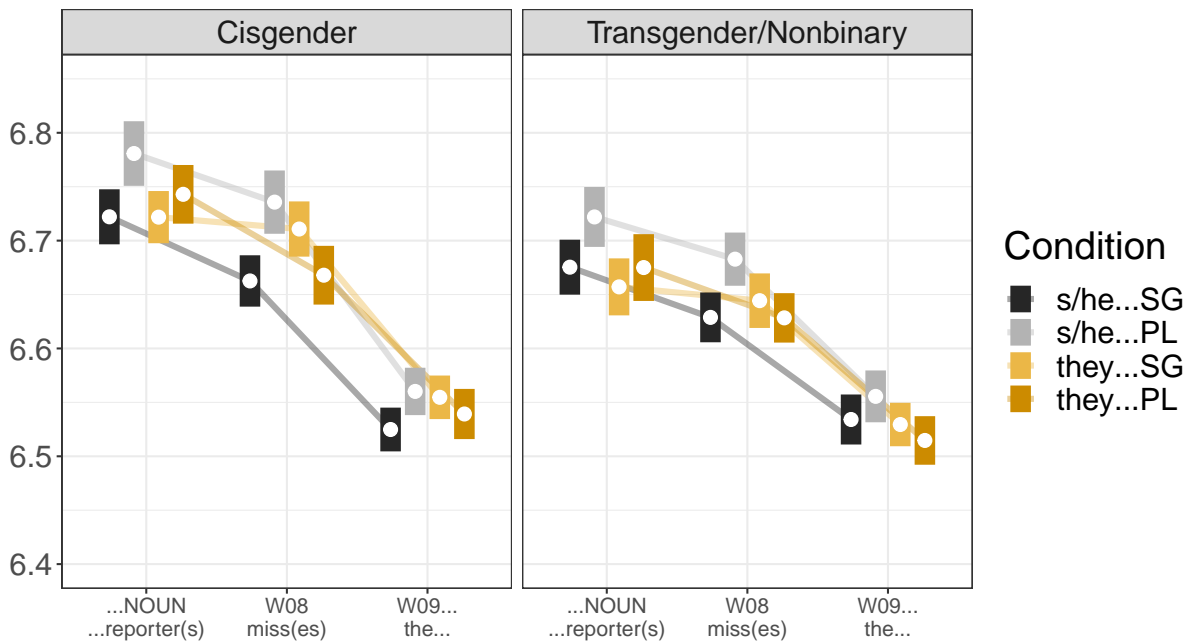 Cisgender
Transgender/Nonbinary
6.8
6.7
6.6
6.5
6.4
...NOUN
...reporter(s)
W08
miss(es)
W09...
the...
...NOUN
...reporter(s)
W08
miss(es)
W09...
the...
Condition
s/he...SG
s/he...PL
they...SG
they...PL